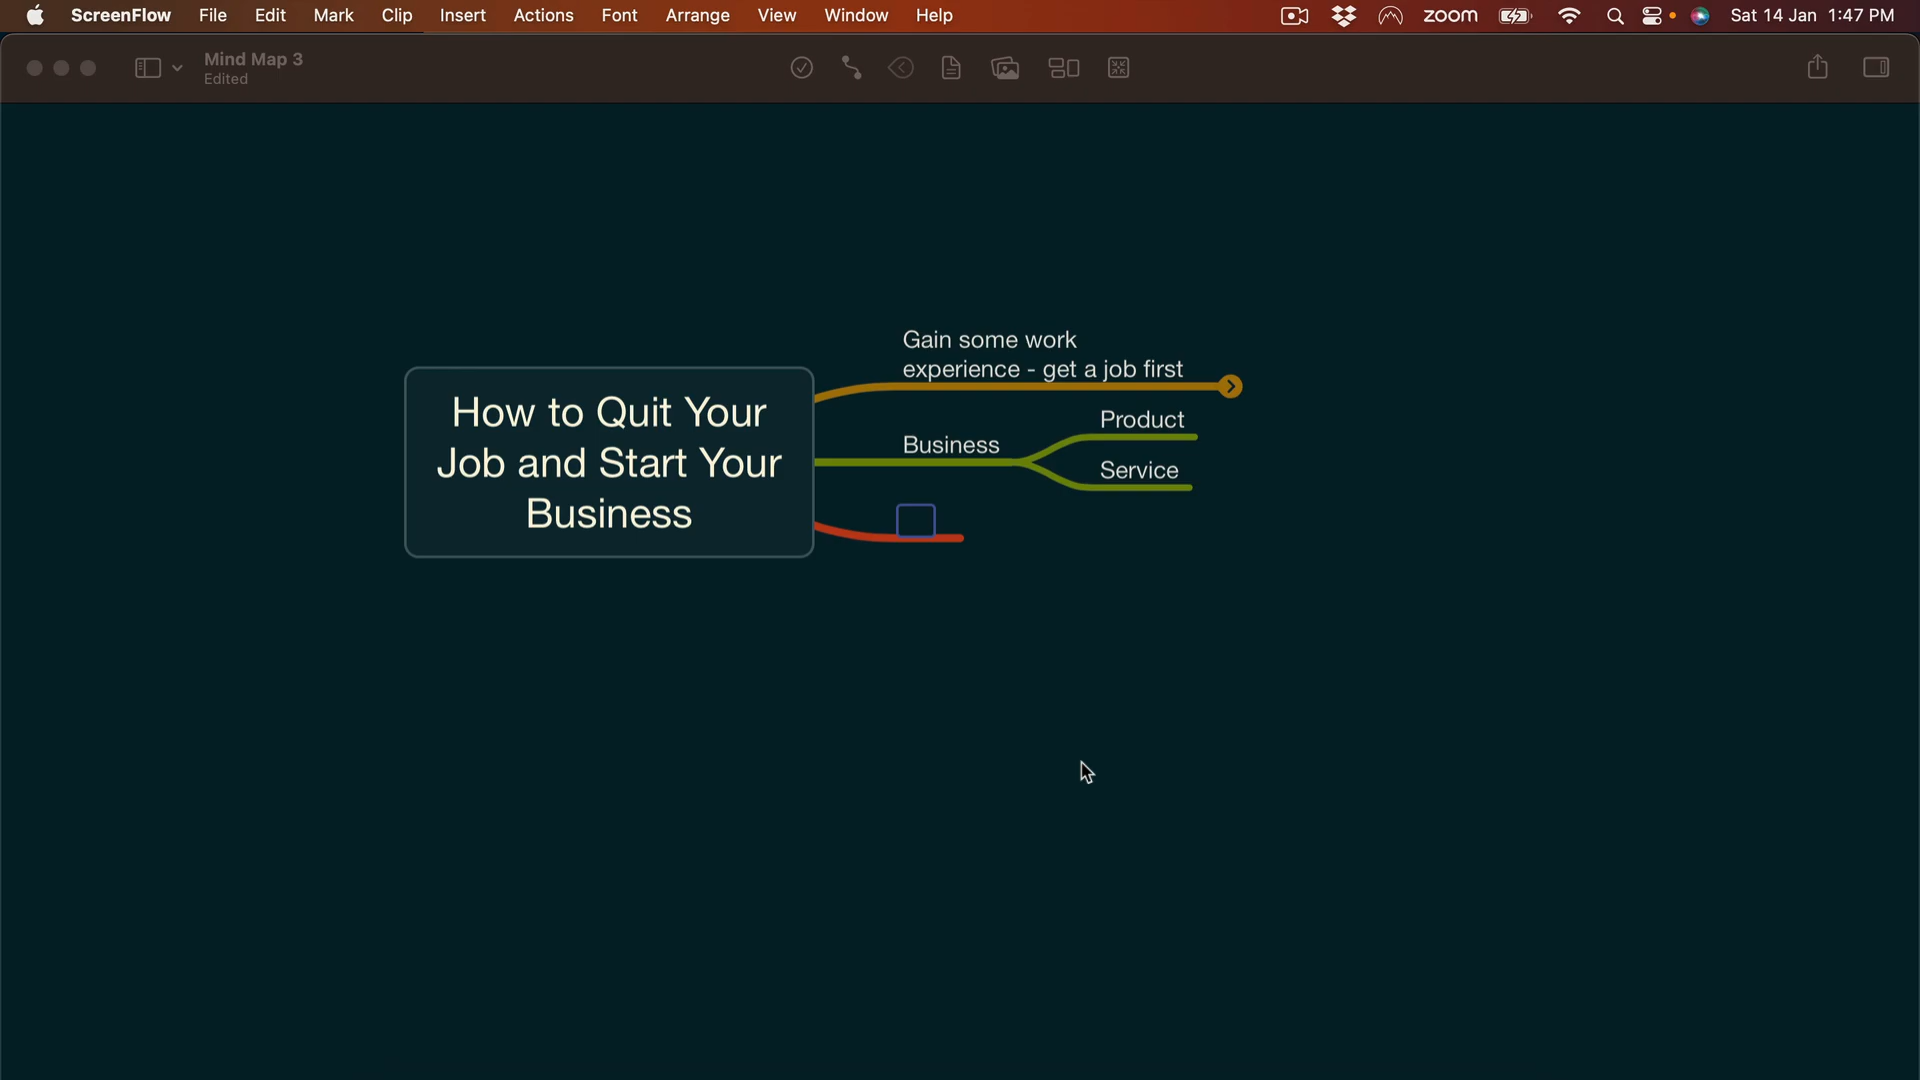 ScreenFlow File Edit Mark Clip Insert Actions Font Arrange View Window Help zoom Sat 14 Jan 1:47 PM
Mind Map 3
Edited
Gain some work
experience - get a job first
How to Quit Your
Job and Start Your
Business
Business
Product
Service